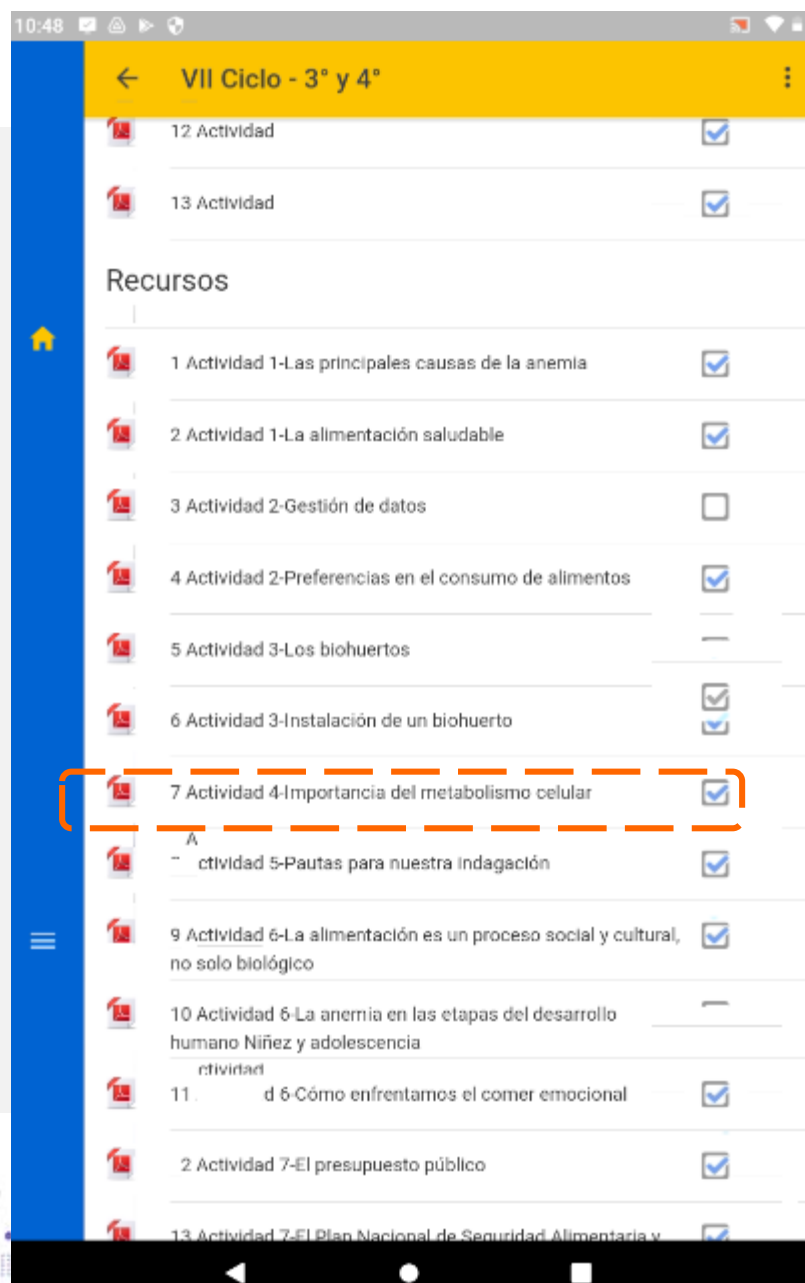 10:48
VII Ciclo - 3° y 4°
12 Actividad
13 Actividad
Recursos
1 Actividad 1-Las principales causas de la anemia
2 Actividad 1-La alimentación saludable
3 Actividad 2-Gestión de datos
4 Actividad 2-Preferencias en el consumo de alimentos
5 Actividad 3-Los biohuertos
6 Actividad 3-Instalación de un biohuerto
7 Actividad 4-Importancia del metabolismo celular
A
ctividad 5-Pautas para nuestra indagación
9 Actividad 6-La alimentación es un proceso social y cultural,
no solo biológico
10 Actividad 6-La anemia en las etapas del desarrollo
humano Niñez y adolescencia
ctividad
11 d 6-Cómo enfrentamos el comer emocional
2 Actividad 7-El presupuesto público
13 Actividad 7-El Plan Nacional de Seguridad Alimentaria y